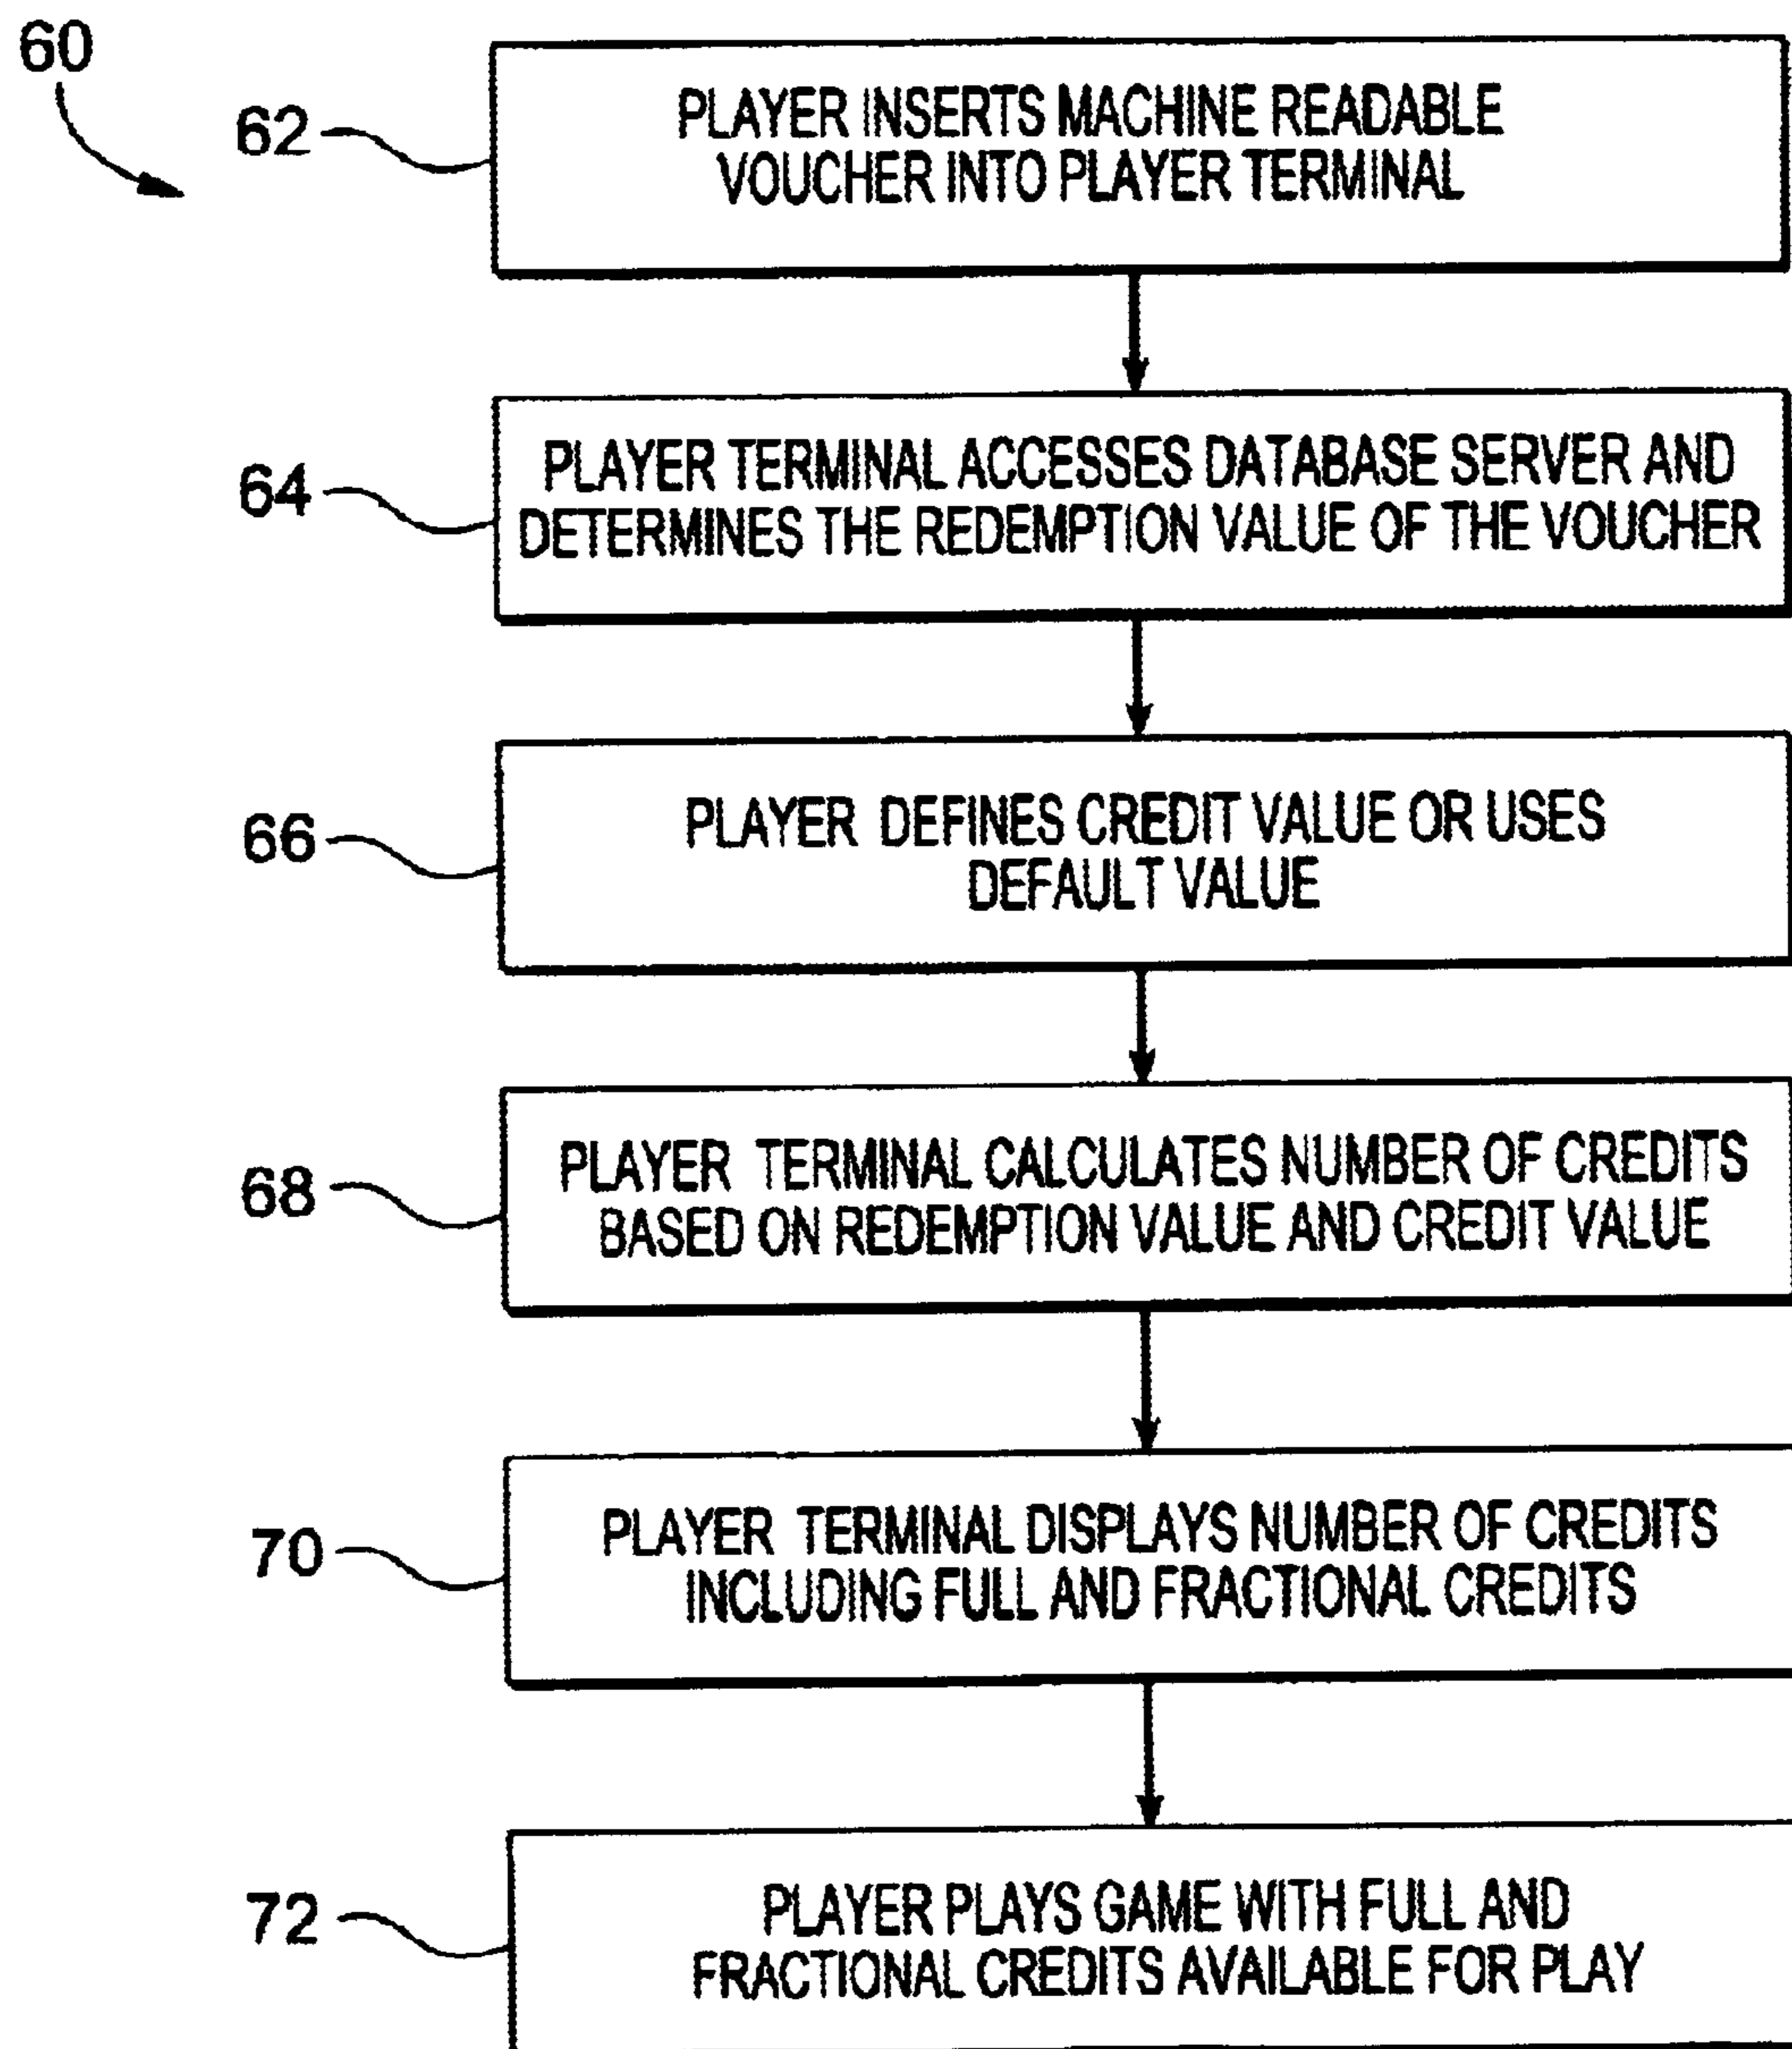 60
62
PLAYER INSERTS MACHINE READABLE
VOUCHER INTO PLAYER TERMINAL
64
PLAYER TERMINAL ACCESSES DATABASE SERVER AND
DETERMINES THE REDEMPTION VALUE OF THE VOUCHER
66
PLAYER DEFINES CREDIT VALUE OR USES
DEFAULT VALUE
68
PLAYER TERMINAL CALCULATES NUMBER OF CREDITS
BASED ON REDEMPTION VALUE AND CREDIT VALUE
70
PLAYER TERMINAL DISPLAYS NUMBER OF CREDITS
INCLUDING FULL AND FRACTIONAL CREDITS
72
PLAYER PLAYS GAME WITH FULL AND
FRACTIONAL CREDITS AVAILABLE FOR PLAY